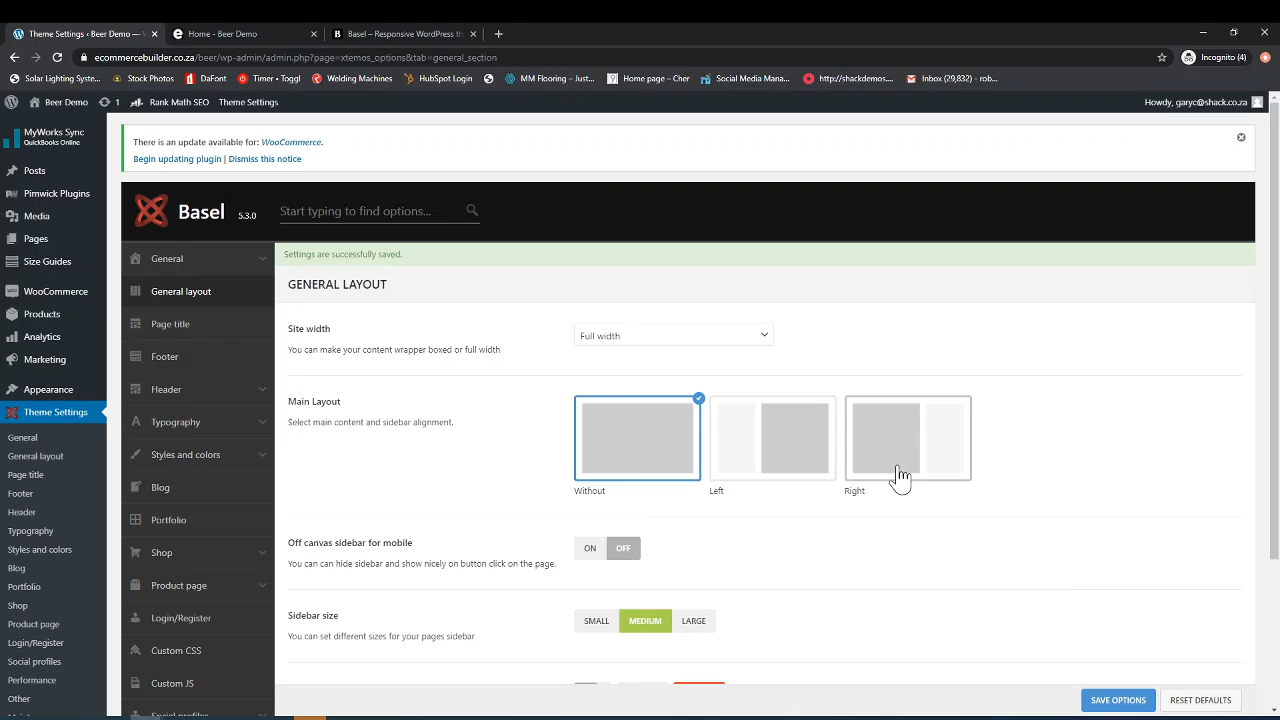 Theme Settings ‹ Beer Demo —
Home - Beer Demo
Basel – Responsive WordPress th
ecommercebuilder.co.za/beer/wp-admin/admin.php?page=xtemos_options&tab=general_section
Incognito (4)
Solar Lighting Syste...
Stock Photos
DaFont
Timer • Toggl
Welding Machines
HubSpot Login
MM Flooring – Just...
Home page – Cher
Social Media Mana...
http://shackdemos....
Inbox (29,832) - rob...
Beer Demo
1
Rank Math SEO
Theme Settings
Howdy, garyc@shack.co.za
MyWorks Sync
QuickBooks Online
Posts
Pimwick Plugins
Media
Pages
Size Guides
WooCommerce
Products
Analytics
Marketing
Appearance
Theme Settings
General
General layout
Page title
Footer
Header
Typography
Styles and colors
Blog
Portfolio
Shop
Product page
Login/Register
Social profiles
Performance
Other
There is an update available for: WooCommerce.
Begin updating plugin | Dismiss this notice
Basel 5.3.0
Start typing to find options...
General
General layout
Page title
Footer
Header
Typography
Styles and colors
Blog
Portfolio
Shop
Product page
Login/Register
Custom CSS
Custom JS
Settings are successfully saved.
GENERAL LAYOUT
Site width
You can make your content wrapper boxed or full width
Full width
Main Layout
Select main content and sidebar alignment.
Without
Left
Right
Off canvas sidebar for mobile
You can can hide sidebar and show nicely on button click on the page.
ON
OFF
Sidebar size
You can set different sizes for your pages sidebar
SMALL
MEDIUM
LARGE
SAVE OPTIONS
RESET DEFAULTS